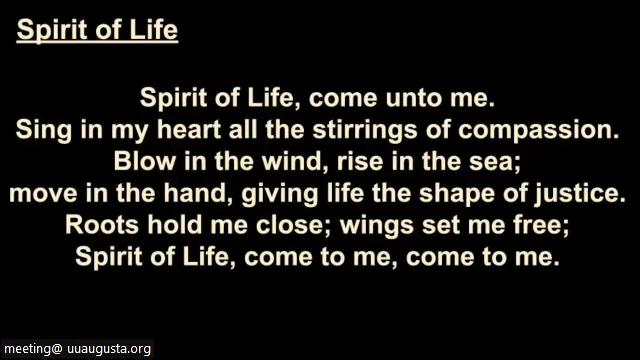 Spirit of Life
Spirit of Life, come unto me.
Sing in my heart all the stirrings of compassion.
Blow in the wind, rise in the sea;
move in the hand, giving life the shape of justice.
Roots hold me close; wings set me free;
Spirit of Life, come to me, come to me.
meeting@ uuaugusta.org